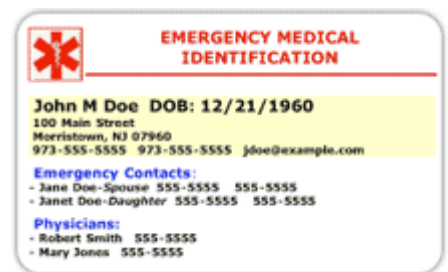 EMERGENCY MEDICAL
IDENTIFICATION
John M Doe DOB: 12/21/1960
100 Main Street
Morristown, NJ 07960
973-555-5555 973-555-5555 jdoe@example.com
Emergency Contacts:
- Jane Doe-Spouse 555-5555 555-5555
- Janet Doe-Daughter 555-5555 555-5555
Physicians:
- Robert Smith 555-5555
- Mary Jones 555-5555